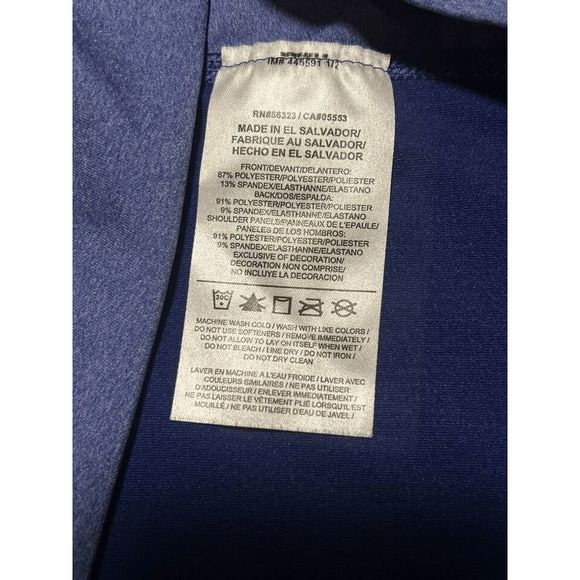 IM# 445591 1/2
RN#56323 / CA#05553
MADE IN EL SALVADOR/
FABRIQUE AU SALVADOR/
HECHO EN EL SALVADOR
FRONT/DEVANT/DELANTERO:
87% POLYESTER/POLYESTER/POLIESTER
13% SPANDEX/ELASTHANNE/ELASTANO
BACK/DOS/ESPALDA:
91% POLYESTER/POLYESTER/POLIESTER
9% SPANDEX/ELASTHANNE/ELASTANO
SHOULDER PANELS/PANNEAUX DE L'EPAULE/
PANELES DE LOS HOMBROS:
91% POLYESTER/POLYESTER/POLIESTER
9% SPANDEX/ELASTHANNE/ELASTANO
EXCLUSIVE OF DECORATION/
DECORATION NON COMPRISE/
NO INCLUYE LA DECORACION
30C
MACHINE WASH COLD / WASH WITH LIKE COLORS /
DO NOT USE SOFTENERS / REMOVE IMMEDIATELY /
DO NOT ALLOW TO LAY ON ITSELF WHEN WET /
DO NOT BLEACH / LINE DRY / DO NOT IRON /
DO NOT DRY CLEAN
LAVER EN MACHINE A L'EAU FROIDE / LAVER AVEC
COULEURS SIMILAIRES / NE PAS UTILISER
D'ADOUCISSEUR / ENLEVER IMMEDIATEMENT /
NE PAS LAISSER LE VÊTEMENT PLIÉ LORSQU'IL EST
MOUILLÉ / NE PAS UTILISER D'EAU DE JAVEL /